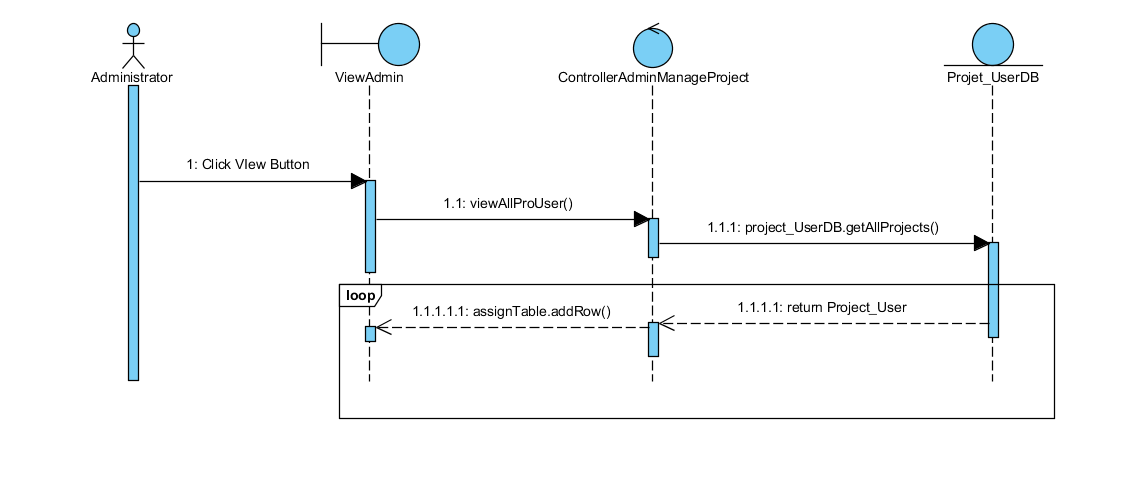 Administrator
ViewAdmin
ControllerAdminManageProject
Projet_UserDB
1: Click VIew Button
1.1: viewAllProUser()
1.1.1: project_UserDB.getAllProjects()
loop
1.1.1.1: return Project_User
1.1.1.1.1: assignTable.addRow()